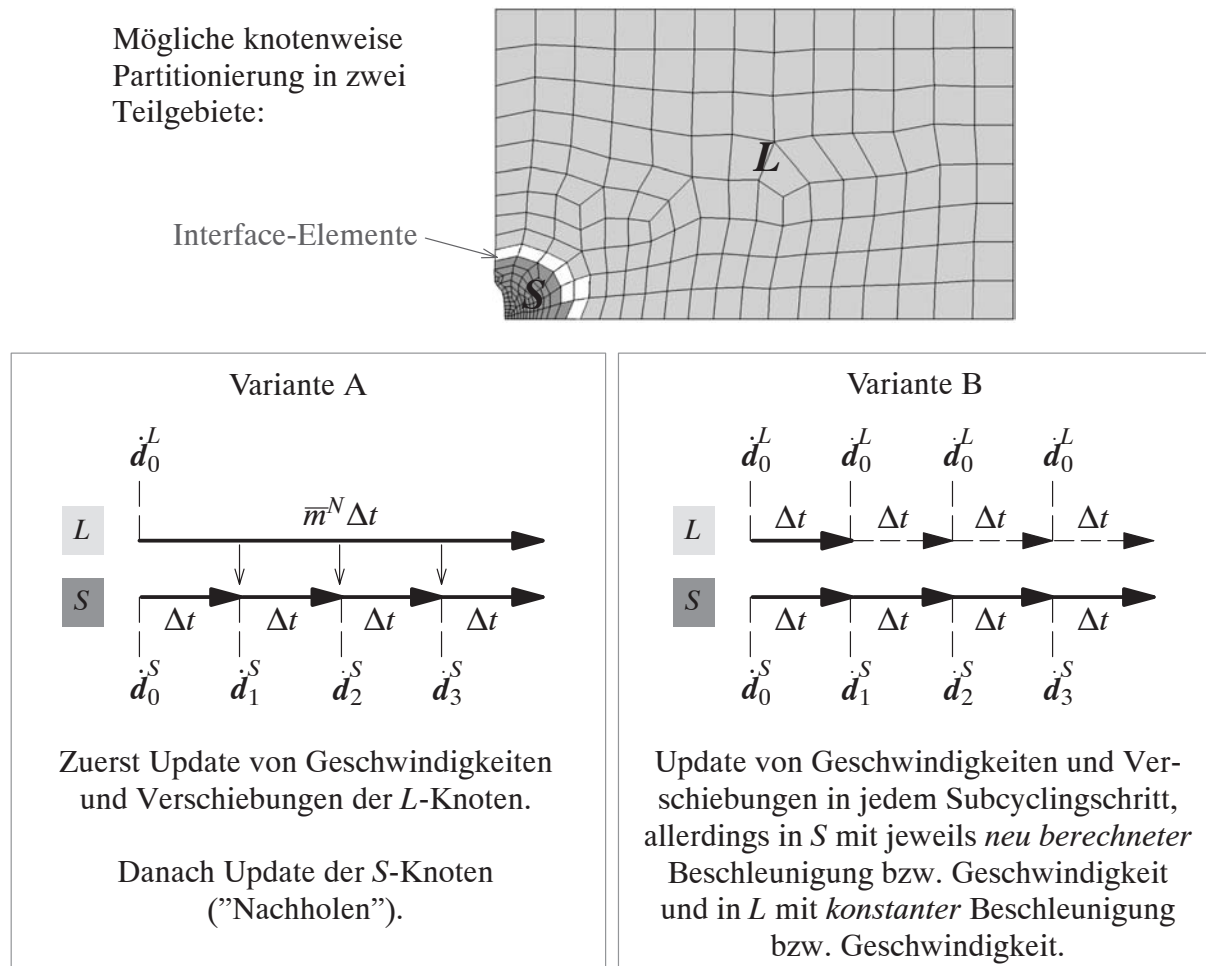 Mögliche knotenweise
Partitionierung in zwei
Teilgebiete:
L
Interface-Elemente
S
Variante A
ḋ₀ᴸ
L
m̅ᴺΔt
S
Δt Δt Δt Δt
ḋ₀ˢ ḋ₁ˢ ḋ₂ˢ ḋ₃ˢ
Zuerst Update von Geschwindigkeiten
und Verschiebungen der L-Knoten.
Danach Update der S-Knoten
(”Nachholen”).
Variante B
ḋ₀ᴸ ḋ₀ᴸ ḋ₀ᴸ ḋ₀ᴸ
L
Δt Δt Δt Δt
S
Δt Δt Δt Δt
ḋ₀ˢ ḋ₁ˢ ḋ₂ˢ ḋ₃ˢ
Update von Geschwindigkeiten und Ver-
schiebungen in jedem Subcyclingschritt,
allerdings in S mit jeweils neu berechneter
Beschleunigung bzw. Geschwindigkeit
und in L mit konstanter Beschleunigung
bzw. Geschwindigkeit.